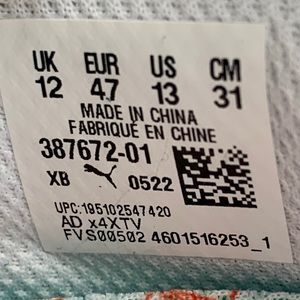 UK EUR US CM
12 47 13 31
MADE IN CHINA
FABRIQUÉ EN CHINE
387672-01
XB 0522
UPC:195102547420
AD x4XTV
FVS00502 4601516253_1